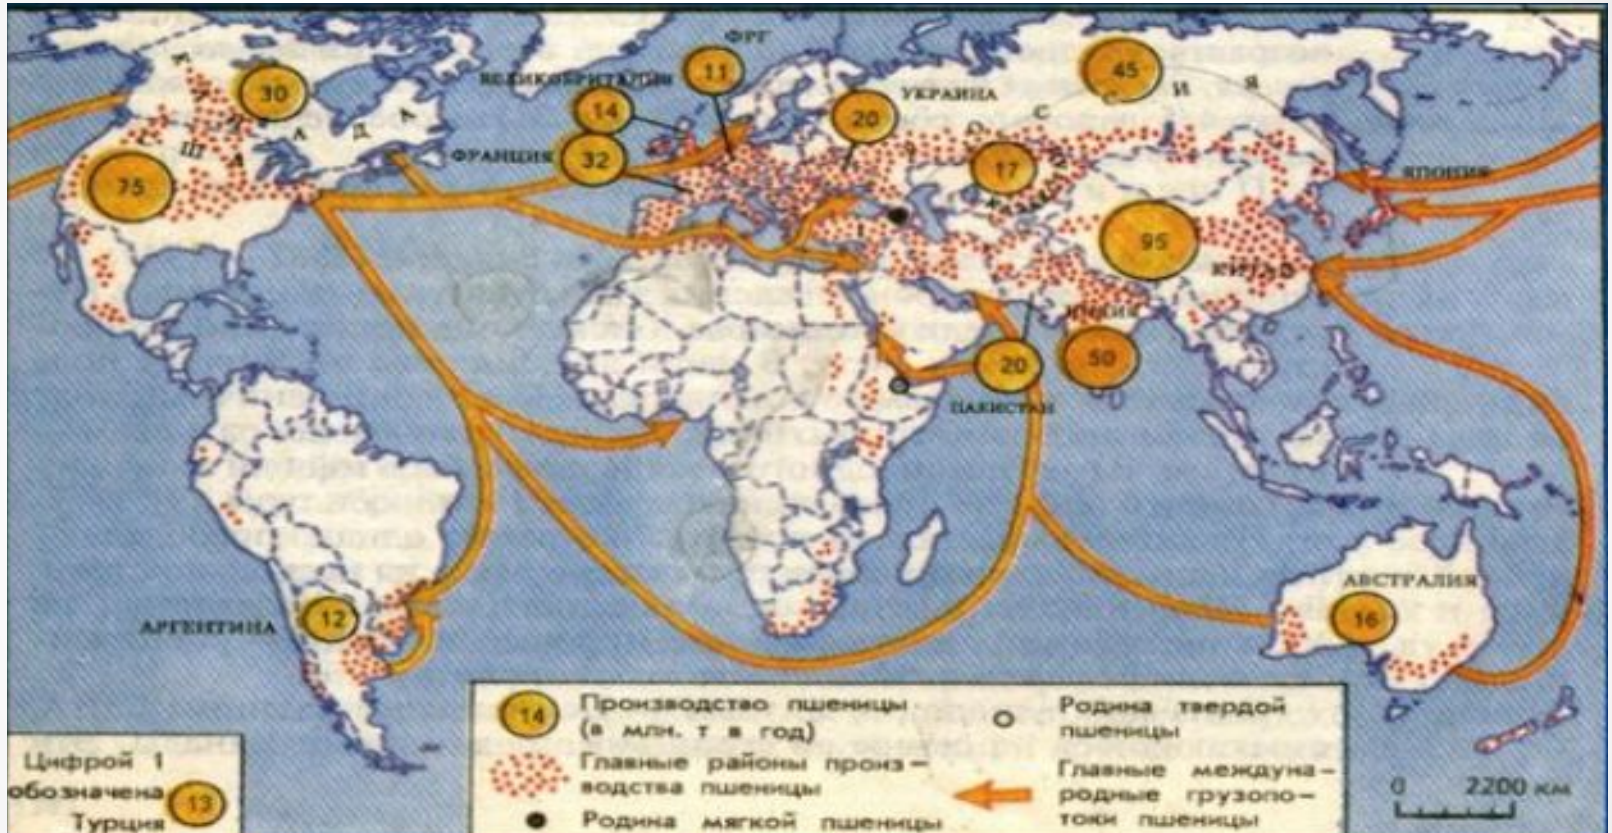 ФРГ
11
45
ВЕЛИКОБРИТАНИЯ
30
14
20
УКРАИНА
Р О С С И Я
К А Н А Д А
США
ФРАНЦИЯ
32
17
ЯПОНИЯ
75
КАЗАХСТАН
1
95
КИТАЙ
ИНДИЯ
20
50
ПАКИСТАН
АВСТРАЛИЯ
АРГЕНТИНА
12
16
14
Производство пшеницы
(в млн. т в год)
Главные районы произ-
водства пшеницы
Родина мягкой пшеницы
Родина твердой
пшеницы
Главные междуна-
родные грузопо-
токи пшеницы
Цифрой 1
обозначена
Турция
13
0 2200 км